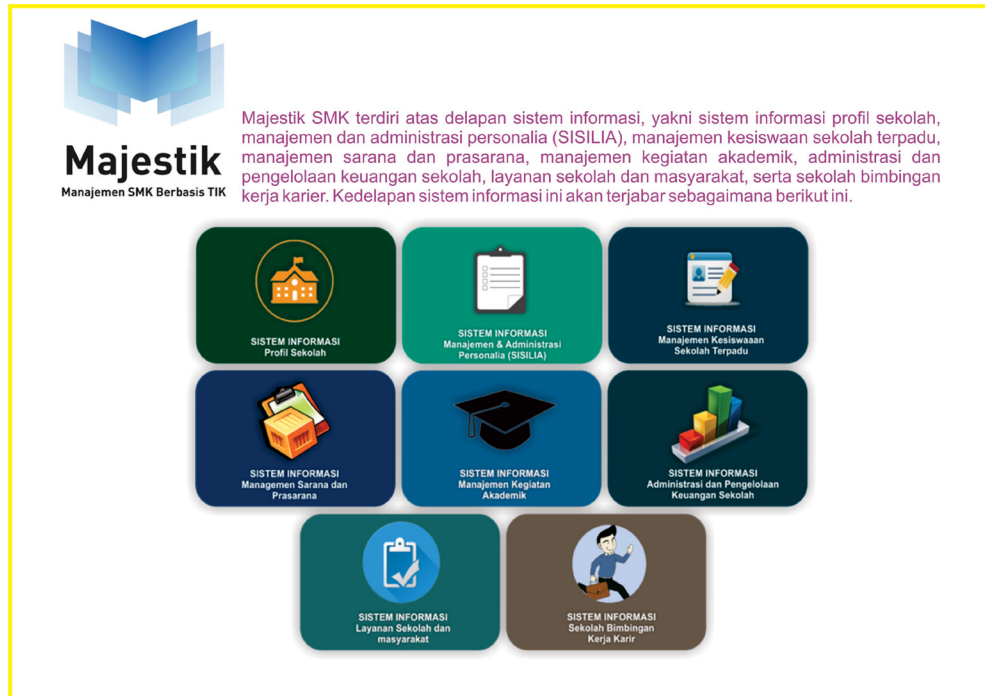 Majestik
Manajemen SMK Berbasis TIK
Majestik SMK terdiri atas delapan sistem informasi, yakni sistem informasi profil sekolah,
manajemen dan administrasi personalia (SISILIA), manajemen kesiswaan sekolah terpadu,
manajemen sarana dan prasarana, manajemen kegiatan akademik, administrasi dan
pengelolaan keuangan sekolah, layanan sekolah dan masyarakat, serta sekolah bimbingan
kerja karier. Kedelapan sistem informasi ini akan terjabar sebagaimana berikut ini.
SISTEM INFORMASI
Profil Sekolah
SISTEM INFORMASI
Manajemen & Administrasi
Personalia (SISILIA)
SISTEM INFORMASI
Manajemen Kesiswaaan
Sekolah Terpadu
SISTEM INFORMASI
Managemen Sarana dan
Prasarana
SISTEM INFORMASI
Manajemen Kegiatan
Akademik
SISTEM INFORMASI
Administrasi dan Pengelolaan
Keuangan Sekolah
SISTEM INFORMASI
Layanan Sekolah dan
masyarakat
SISTEM INFORMASI
Sekolah Bimbingan
Kerja Karir